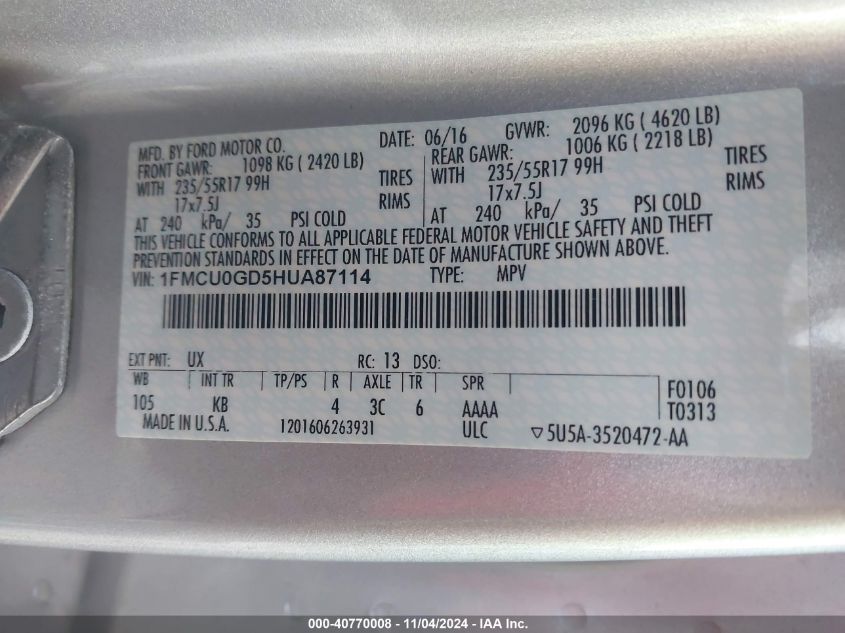 MFD. BY FORD MOTOR CO.
DATE: 06/16 GVWR: 2096 KG ( 4620 LB)
FRONT GAWR: 1098 KG ( 2420 LB)
WITH 235/55R17 99H TIRES
17x7.5J RIMS
AT 240 kPa/ 35 PSI COLD
REAR GAWR: 1006 KG ( 2218 LB)
WITH 235/55R17 99H TIRES
17x7.5J RIMS
AT 240 kPa/ 35 PSI COLD
THIS VEHICLE CONFORMS TO ALL APPLICABLE FEDERAL MOTOR VEHICLE SAFETY AND THEFT
PREVENTION STANDARDS IN EFFECT ON THE DATE OF MANUFACTURE SHOWN ABOVE.
VIN: 1FMCU0GD5HUA87114 TYPE: MPV
EXT PNT: UX RC: 13 DSO:
WB INT TR TP/PS R AXLE TR SPR
105 KB 4 3C 6 AAAA
F0106
T0313
MADE IN U.S.A. 1201606263931 ULC ▽5U5A-3520472-AA
000-40770008 - 11/04/2024 - IAA Inc.